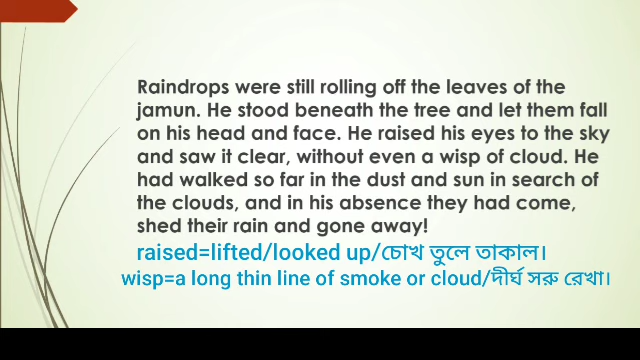 Raindrops were still rolling off the leaves of the
jamun. He stood beneath the tree and let them fall
on his head and face. He raised his eyes to the sky
and saw it clear, without even a wisp of cloud. He
had walked so far in the dust and sun in search of
the clouds, and in his absence they had come,
shed their rain and gone away!
raised=lifted/looked up/চোখ তুলে তাকাল।
wisp=a long thin line of smoke or cloud/দীর্ঘ সরু রেখা।